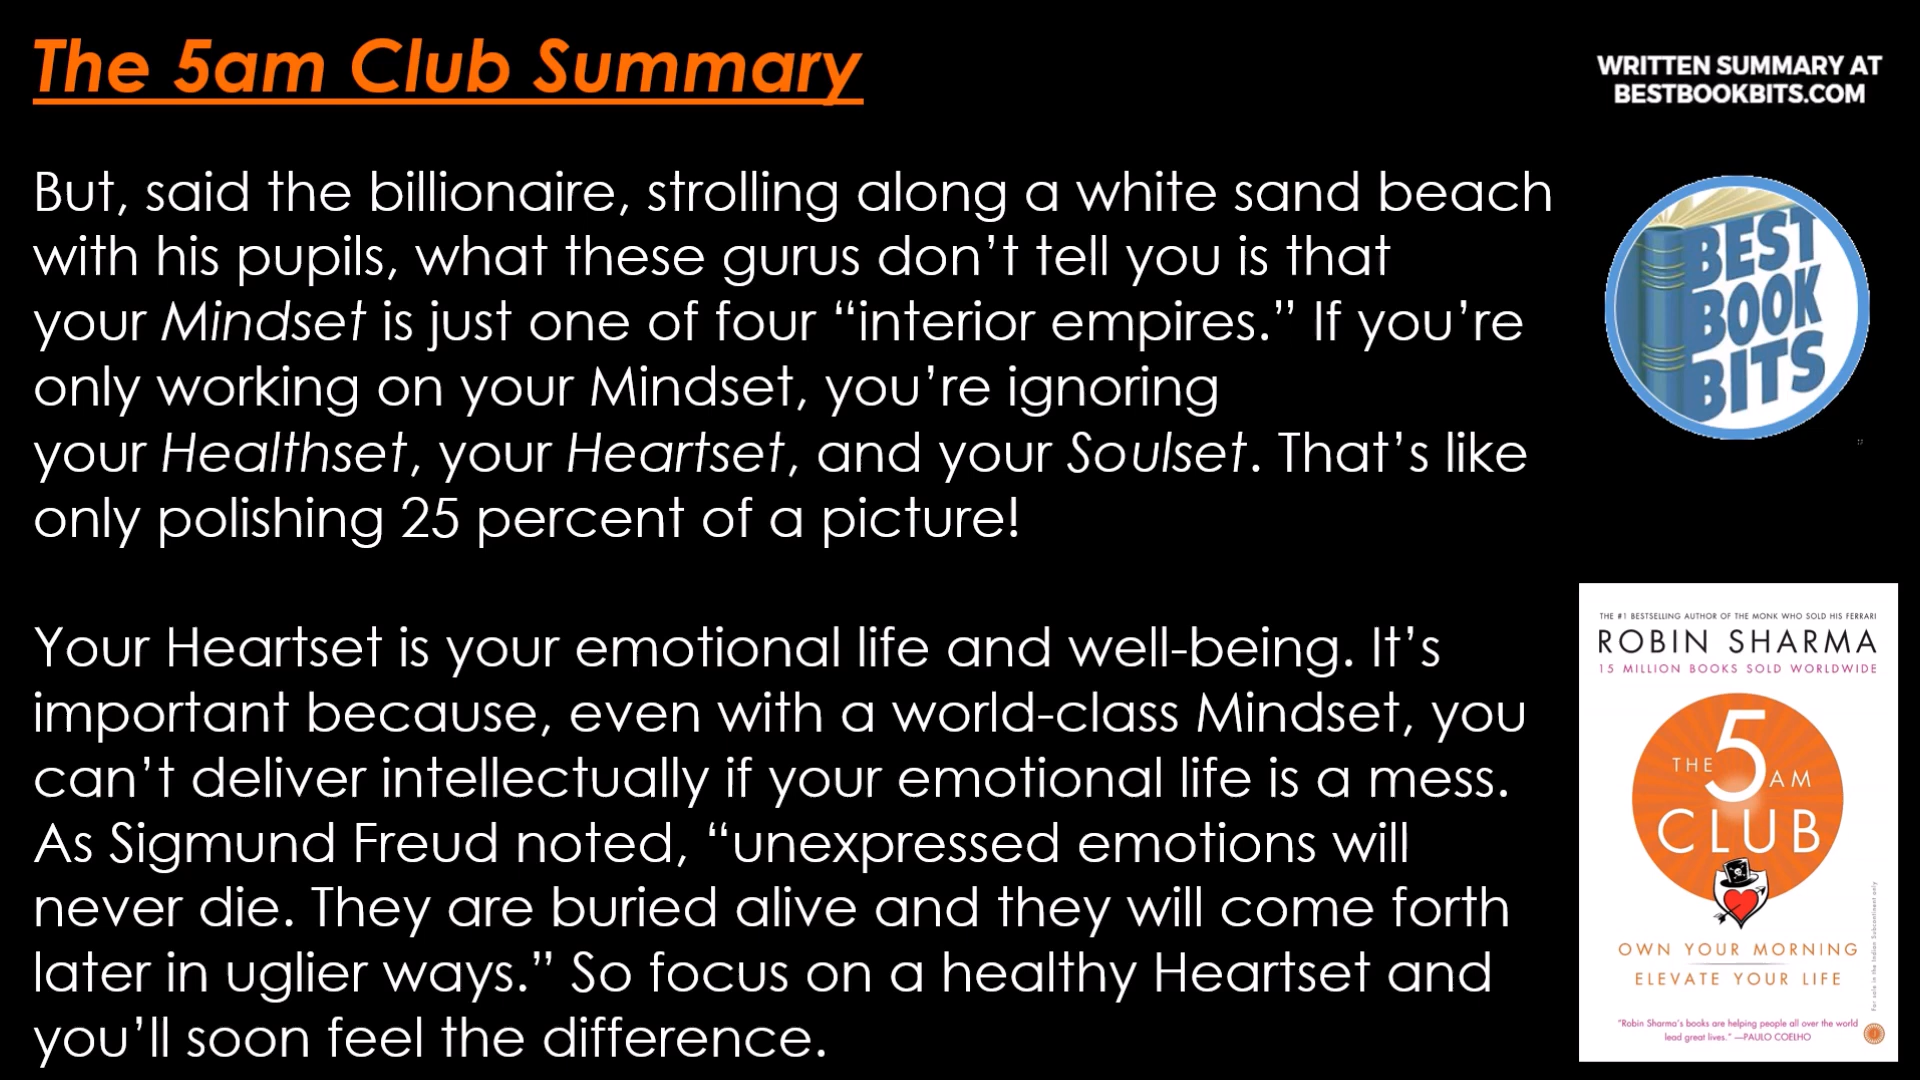 The 5am Club Summary
WRITTEN SUMMARY AT
BESTBOOKBITS.COM
But, said the billionaire, strolling along a white sand beach
with his pupils, what these gurus don’t tell you is that
your Mindset is just one of four “interior empires.” If you’re
only working on your Mindset, you’re ignoring
your Healthset, your Heartset, and your Soulset. That’s like
only polishing 25 percent of a picture!
Your Heartset is your emotional life and well-being. It’s
important because, even with a world-class Mindset, you
can’t deliver intellectually if your emotional life is a mess.
As Sigmund Freud noted, “unexpressed emotions will
never die. They are buried alive and they will come forth
later in uglier ways.” So focus on a healthy Heartset and
you’ll soon feel the difference.
BEST
BOOK
BITS
THE #1 BESTSELLING AUTHOR OF THE MONK WHO SOLD HIS FERRARI
ROBIN SHARMA
15 MILLION BOOKS SOLD WORLDWIDE
THE 5 AM
CLUB
OWN YOUR MORNING
ELEVATE YOUR LIFE
For sale in the Indian Subcontinent only
“Robin Sharma’s books are helping people all over the world
lead great lives.” —PAULO COELHO